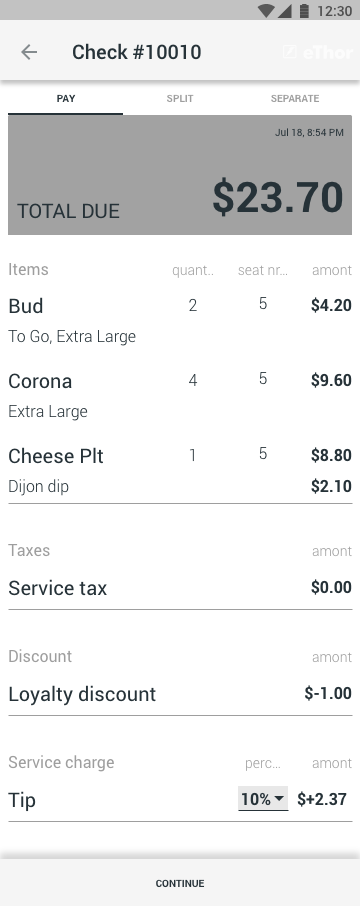 12:30
Check #10010 eThor
PAY SPLIT SEPARATE
Jul 18, 8:54 PM
TOTAL DUE $23.70
Items quant.. seat nr... amont
Bud 2 5 $4.20
To Go, Extra Large
Corona 4 5 $9.60
Extra Large
Cheese Plt 1 5 $8.80
Dijon dip $2.10
Taxes amont
Service tax $0.00
Discount amont
Loyalty discount $-1.00
Service charge perc... amont
Tip 10% $+2.37
CONTINUE